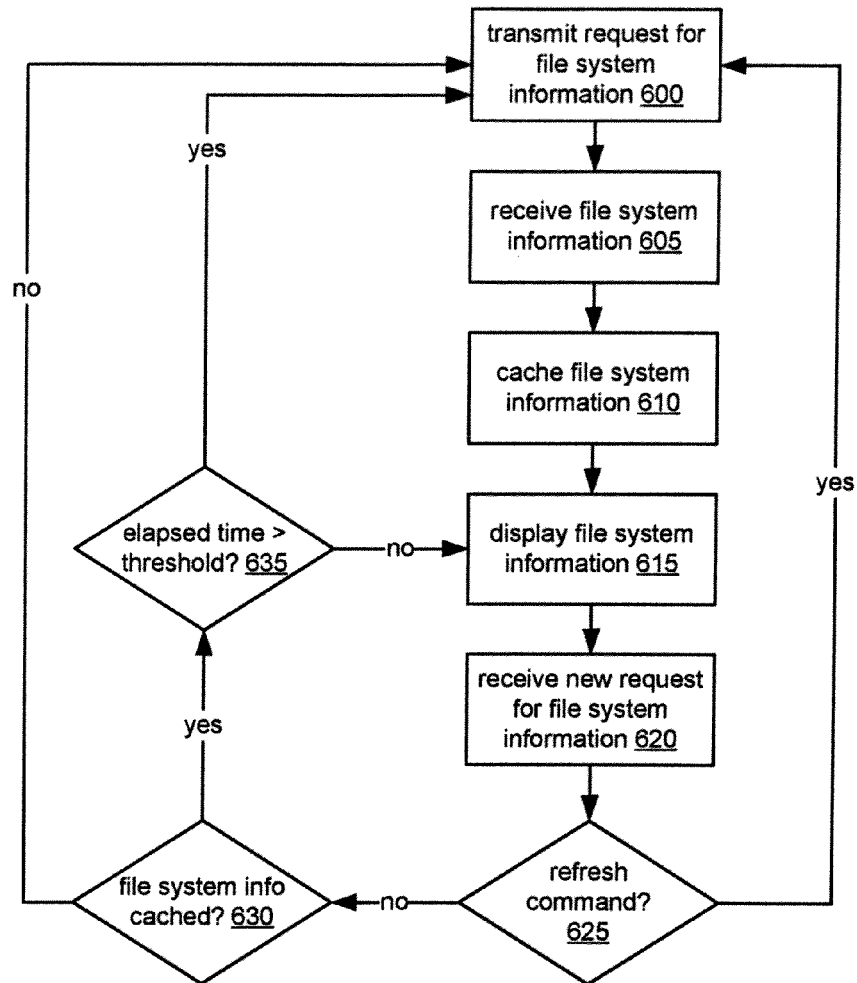 transmit request for
file system
information 600
yes
receive file system
information 605
no
cache file system
information 610
yes
elapsed time >
threshold? 635
no
display file system
information 615
receive new request
for file system
information 620
yes
file system info
cached? 630
no
refresh
command?
625